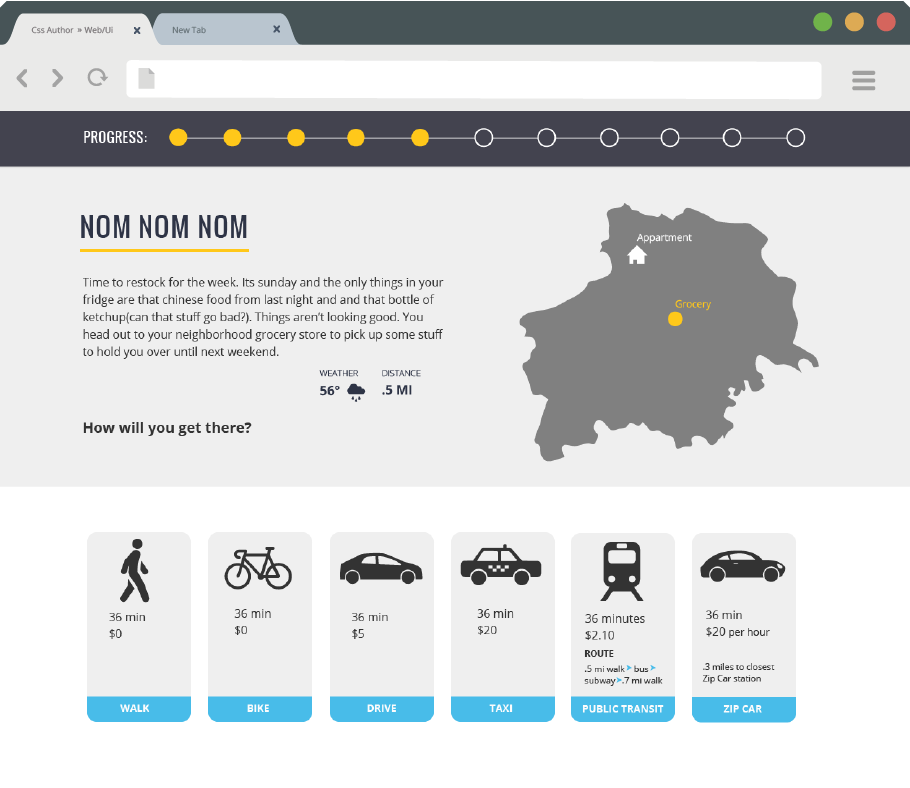 Css Author » Web/Ui x
New Tab x
PROGRESS:
NOM NOM NOM
Time to restock for the week. Its sunday and the only things in your
fridge are that chinese food from last night and and that bottle of
ketchup(can that stuff go bad?). Things aren't looking good. You
head out to your neighborhood grocery store to pick up some stuff
to hold you over until next weekend.
WEATHER DISTANCE
56° .5 MI
How will you get there?
Appartment
Grocery
36 min
$0
WALK
36 min
$0
BIKE
36 min
$5
DRIVE
36 min
$20
TAXI
36 minutes
$2.10
ROUTE
.5 mi walk bus
subway .7 mi walk
PUBLIC TRANSIT
36 min
$20 per hour
.3 miles to closest
Zip Car station
ZIP CAR